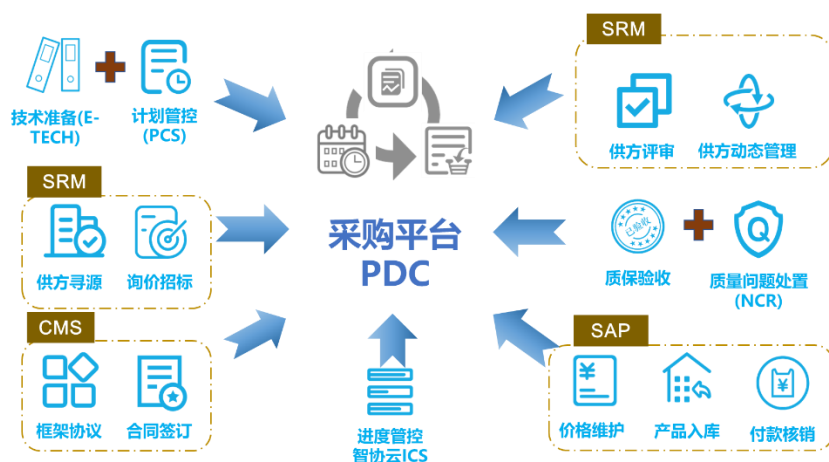 SRM
技术准备(E-
TECH)
计划管控
(PCS)
供方评审
供方动态管理
SRM
供方寻源
询价招标
采购平台
PDC
已验收
质保验收
Q
质量问题处置
(NCR)
CMS
框架协议
合同签订
进度管控
智协云ICS
SAP
¥
价格维护
产品入库
¥
付款核销